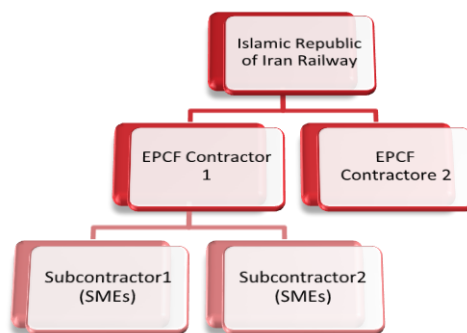 Islamic Republic
of Iran Railway
EPCF Contractor
1
EPCF
Contractore 2
Subcontractor1
(SMEs)
Subcontractor2
(SMEs)